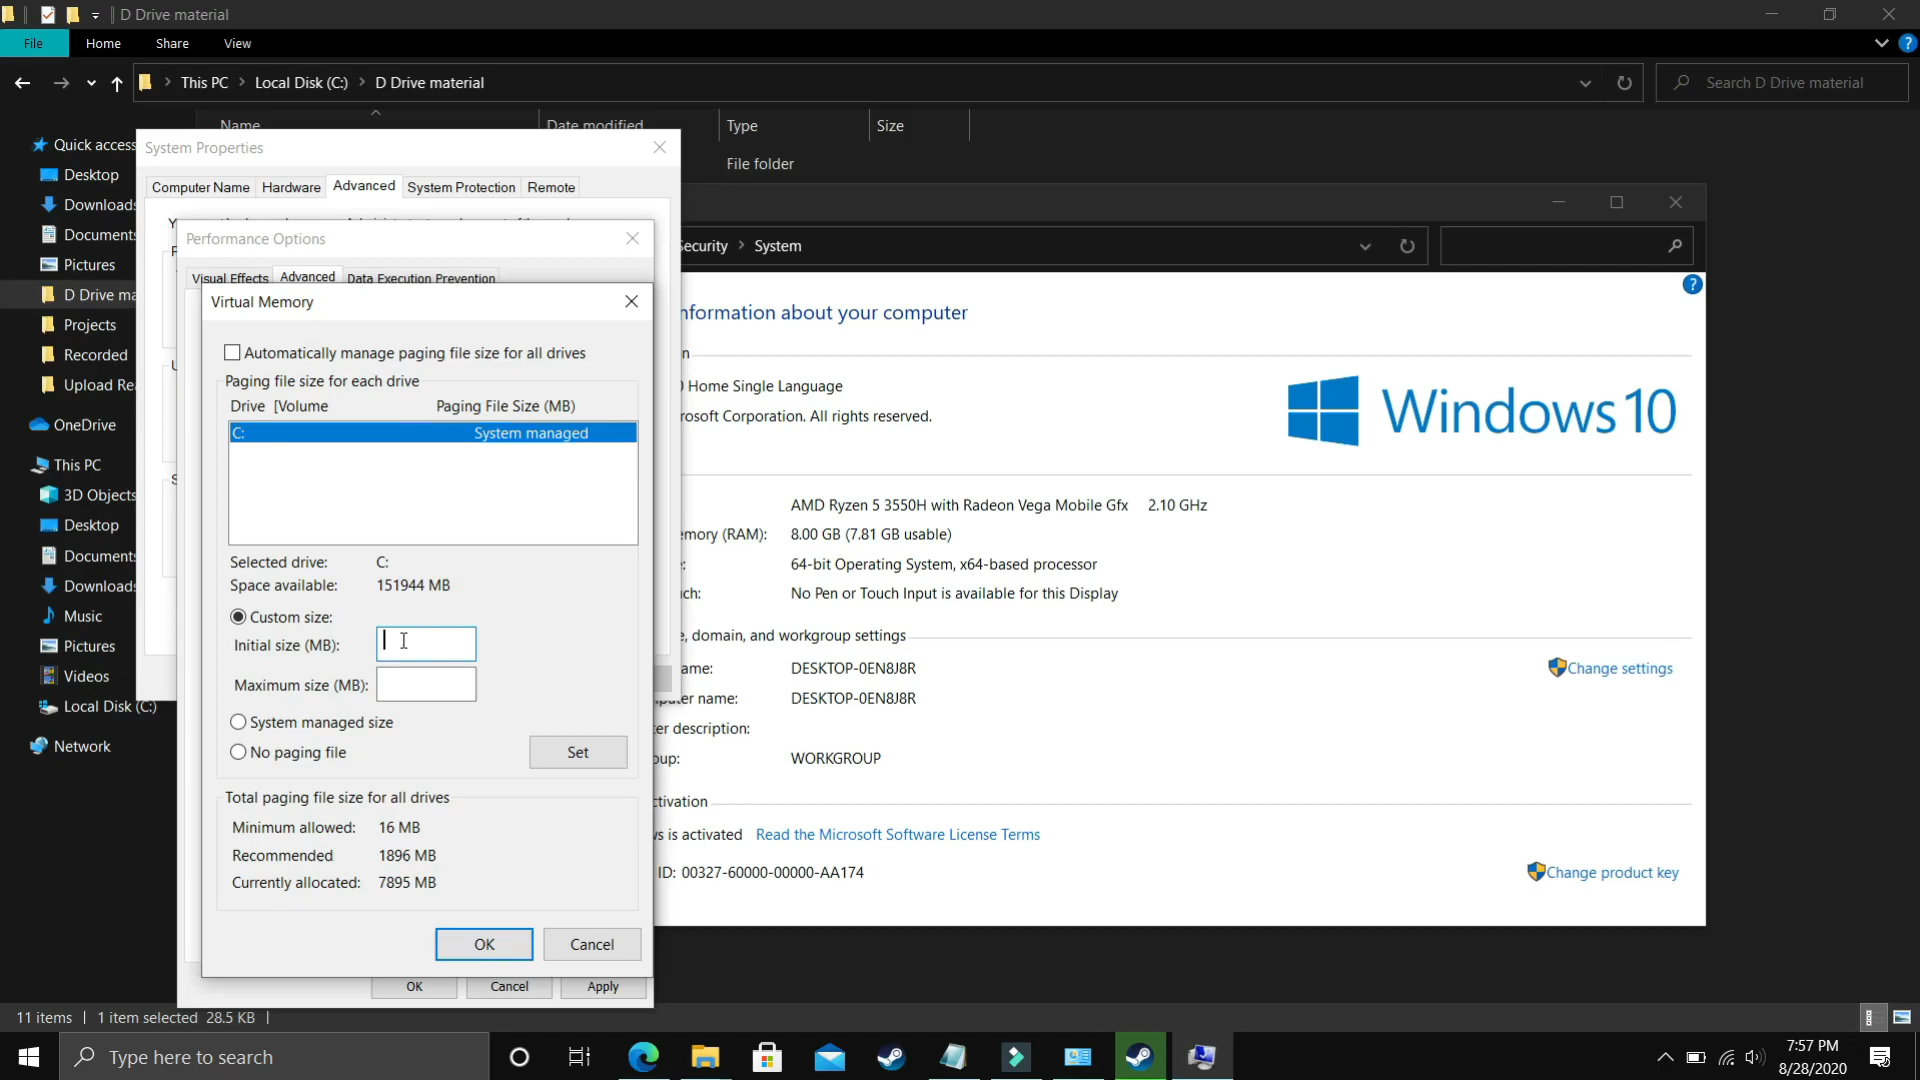 D Drive material
File
Home
Share
View
This PC
Local Disk (C:)
D Drive material
Search D Drive material
Name
Date modified
Type
Size
File folder
Quick access
Desktop
Downloads
Documents
Pictures
D Drive ma
Projects
Recorded
Upload Rea
OneDrive
This PC
3D Objects
Desktop
Documents
Downloads
Music
Pictures
Videos
Local Disk (C:)
Network
System Properties
Computer Name
Hardware
Advanced
System Protection
Remote
Performance Options
Visual Effects
Advanced
Data Execution Prevention
Virtual Memory
Automatically manage paging file size for all drives
Paging file size for each drive
Drive [Volume
Paging File Size (MB)
C:
System managed
Selected drive: C:
Space available: 151944 MB
Custom size:
Initial size (MB):
Maximum size (MB):
System managed size
No paging file
Set
Total paging file size for all drives
Minimum allowed: 16 MB
Recommended 1896 MB
Currently allocated: 7895 MB
OK
Cancel
OK
Cancel
Apply
Security
System
nformation about your computer
n
0 Home Single Language
rosoft Corporation. All rights reserved.
Windows 10
AMD Ryzen 5 3550H with Radeon Vega Mobile Gfx 2.10 GHz
emory (RAM): 8.00 GB (7.81 GB usable)
e: 64-bit Operating System, x64-based processor
uch: No Pen or Touch Input is available for this Display
e, domain, and workgroup settings
ame: DESKTOP-0EN8J8R
Change settings
puter name: DESKTOP-0EN8J8R
ter description:
oup: WORKGROUP
ctivation
ws is activated Read the Microsoft Software License Terms
ID: 00327-60000-00000-AA174
Change product key
11 items
1 item selected 28.5 KB
Type here to search
7:57 PM
8/28/2020